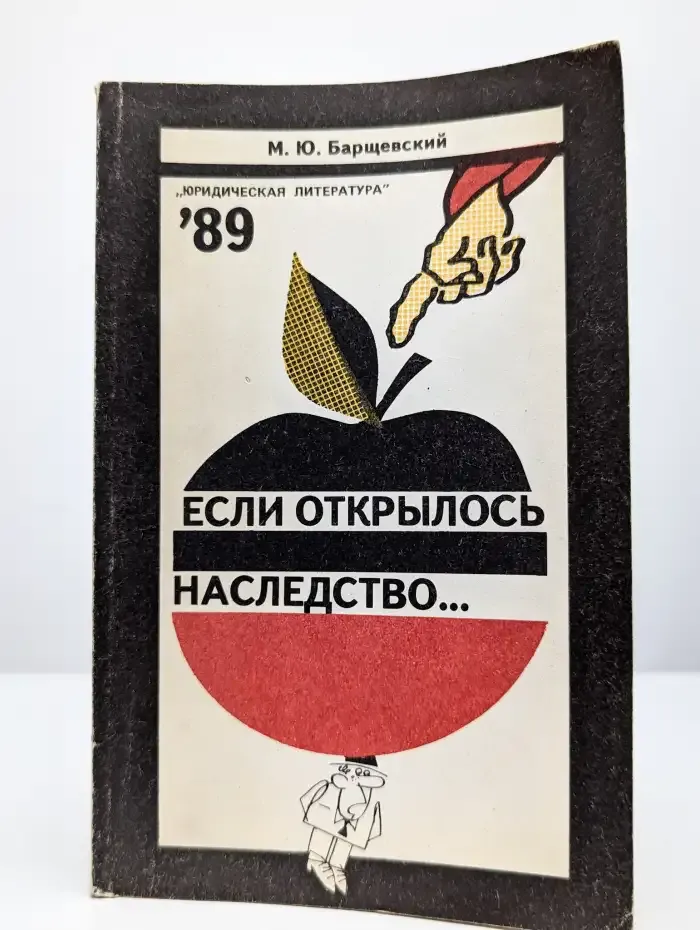 М. Ю. Барщевский
„ЮРИДИЧЕСКАЯ ЛИТЕРАТУРА"
’89
ЕСЛИ ОТКРЫЛОСЬ
НАСЛЕДСТВО...